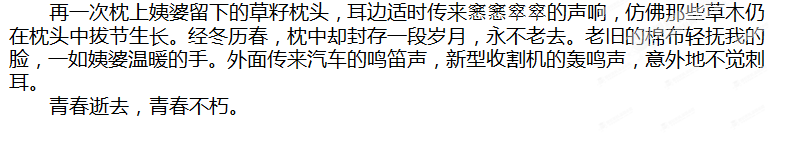 再一次枕上姨婆留下的草籽枕头，耳边适时传来窸窸窣窣的声响，仿佛那些草木仍
在枕头中拔节生长。经冬历春，枕中却封存一段岁月，永不老去。老旧的棉布轻抚我的
脸，一如姨婆温暖的手。外面传来汽车的鸣笛声，新型收割机的轰鸣声，意外地不觉刺
耳。
青春逝去，青春不朽。